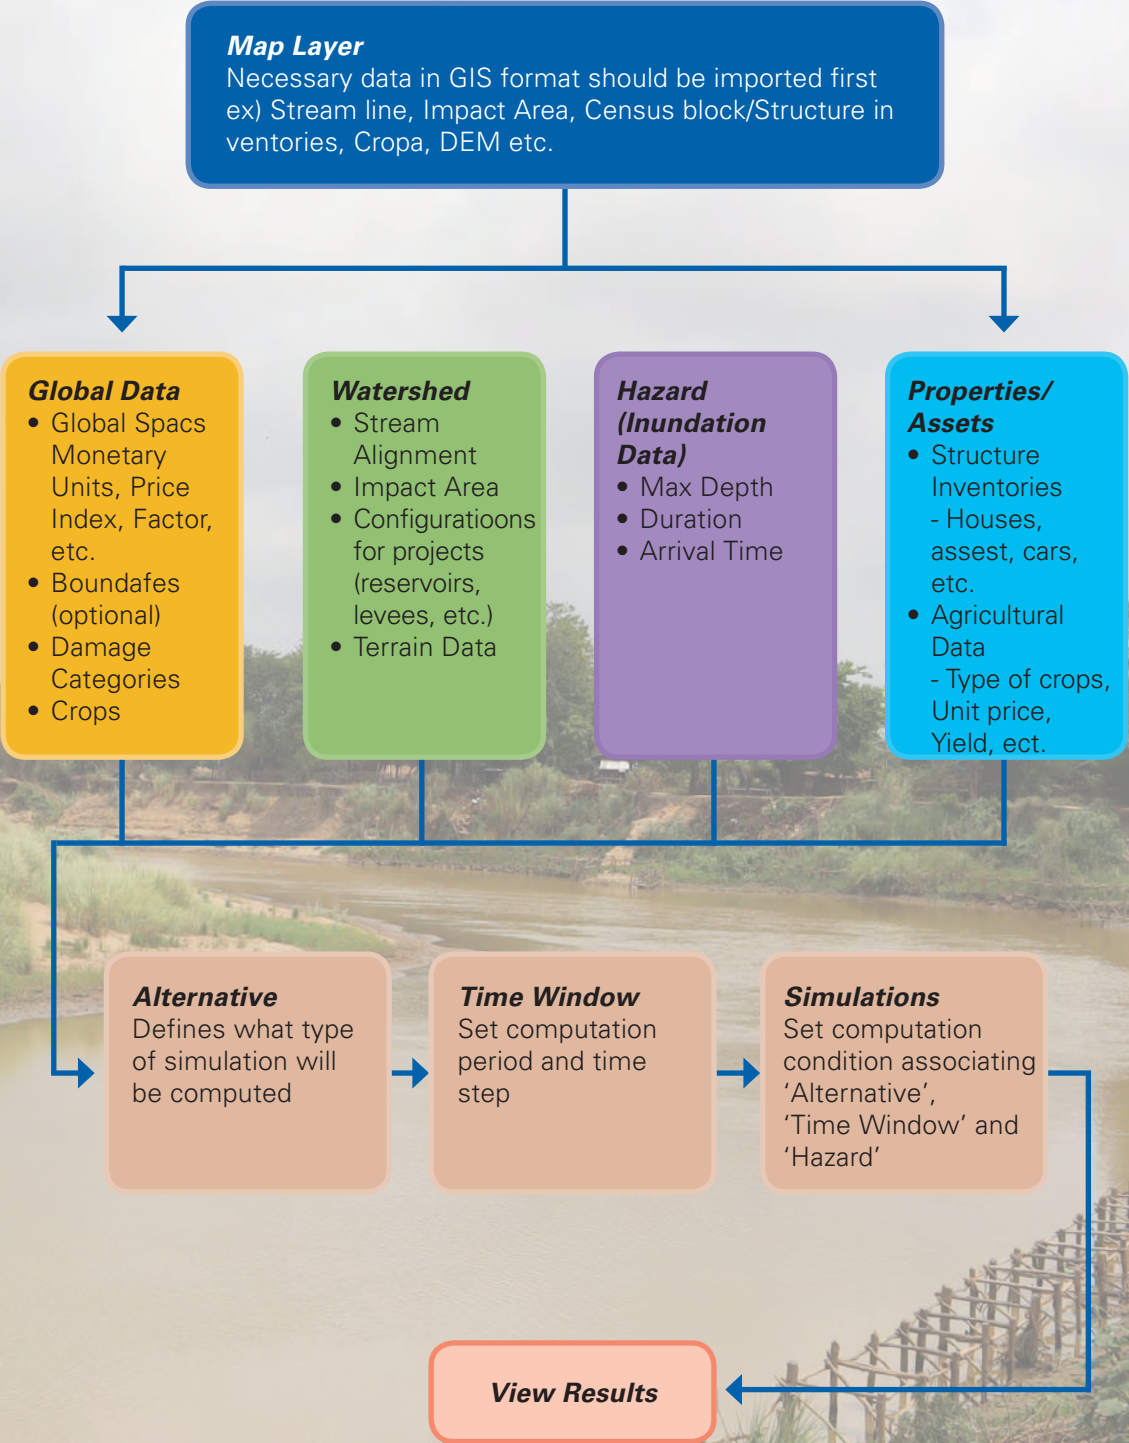 Map Layer
Necessary data in GIS format should be imported first
ex) Stream line, Impact Area, Census block/Structure in
ventories, Cropa, DEM etc.
Global Data
• Global Spacs
Monetary
Units, Price
Index, Factor,
etc.
• Boundafes
(optional)
• Damage
Categories
• Crops
Watershed
• Stream
Alignment
• Impact Area
• Configuratioons
for projects
(reservoirs,
levees, etc.)
• Terrain Data
Hazard
(Inundation
Data)
• Max Depth
• Duration
• Arrival Time
Properties/
Assets
• Structure
Inventories
- Houses,
assest, cars,
etc.
• Agricultural
Data
- Type of crops,
Unit price,
Yield, ect.
Alternative
Defines what type
of simulation will
be computed
Time Window
Set computation
period and time
step
Simulations
Set computation
condition associating
‘Alternative’,
‘Time Window’ and
‘Hazard’
View Results